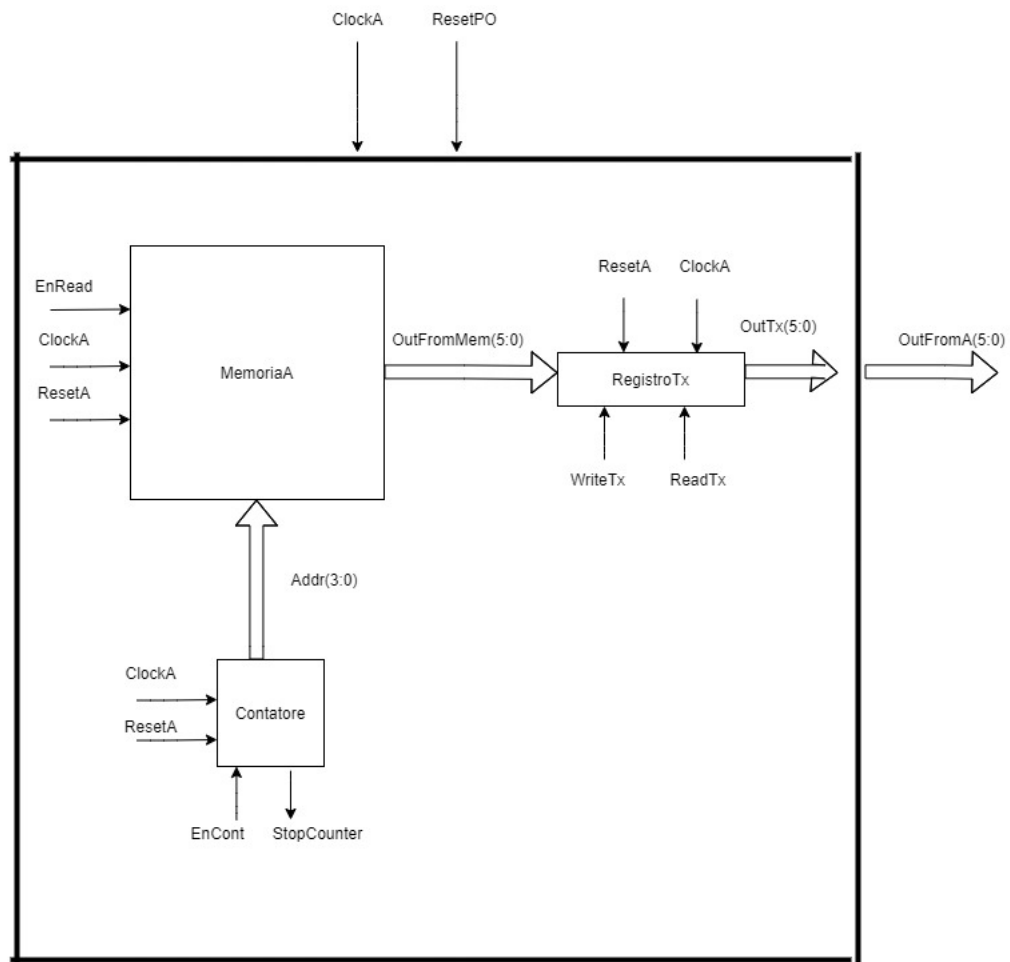 ClockA
ResetPO
EnRead
ClockA
ResetA
MemoriaA
OutFromMem(5:0)
ResetA
ClockA
RegistroTx
OutTx(5:0)
OutFromA(5:0)
WriteTx
ReadTx
Addr(3:0)
ClockA
ResetA
Contatore
EnCont
StopCounter